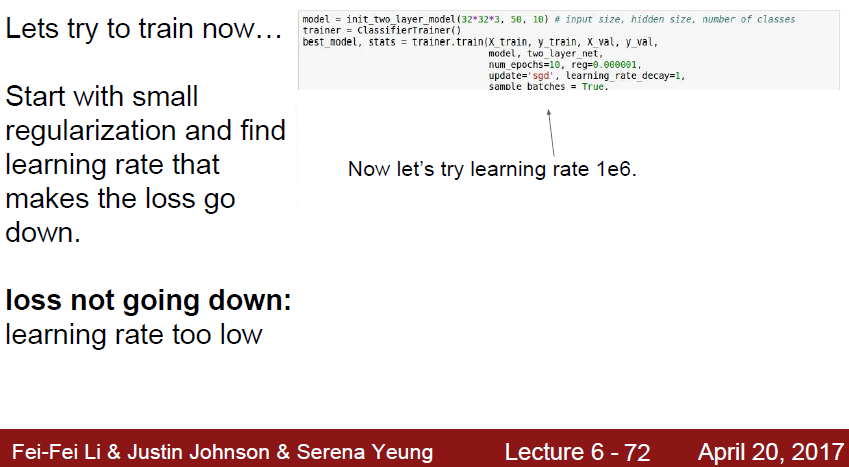 Lets try to train now…
Start with small
regularization and find
learning rate that
makes the loss go
down.
loss not going down:
learning rate too low
model = init_two_layer_model(32*32*3, 50, 10) # input size, hidden size, number of classes
trainer = ClassifierTrainer()
best_model, stats = trainer.train(X_train, y_train, X_val, y_val,
model, two_layer_net,
num_epochs=10, reg=0.000001,
update='sgd', learning_rate_decay=1,
sample_batches = True,
Now let's try learning rate 1e6.
Fei-Fei Li & Justin Johnson & Serena Yeung
Lecture 6 - 72
April 20, 2017